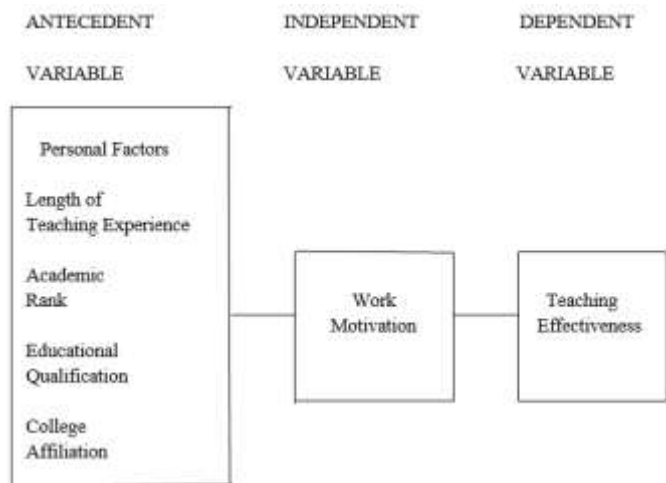 ANTECEDENT
VARIABLE
INDEPENDENT
VARIABLE
DEPENDENT
VARIABLE
Personal Factors
Length of
Teaching Experience
Academic
Rank
Educational
Qualification
College
Affiliation
Work
Motivation
Teaching
Effectiveness